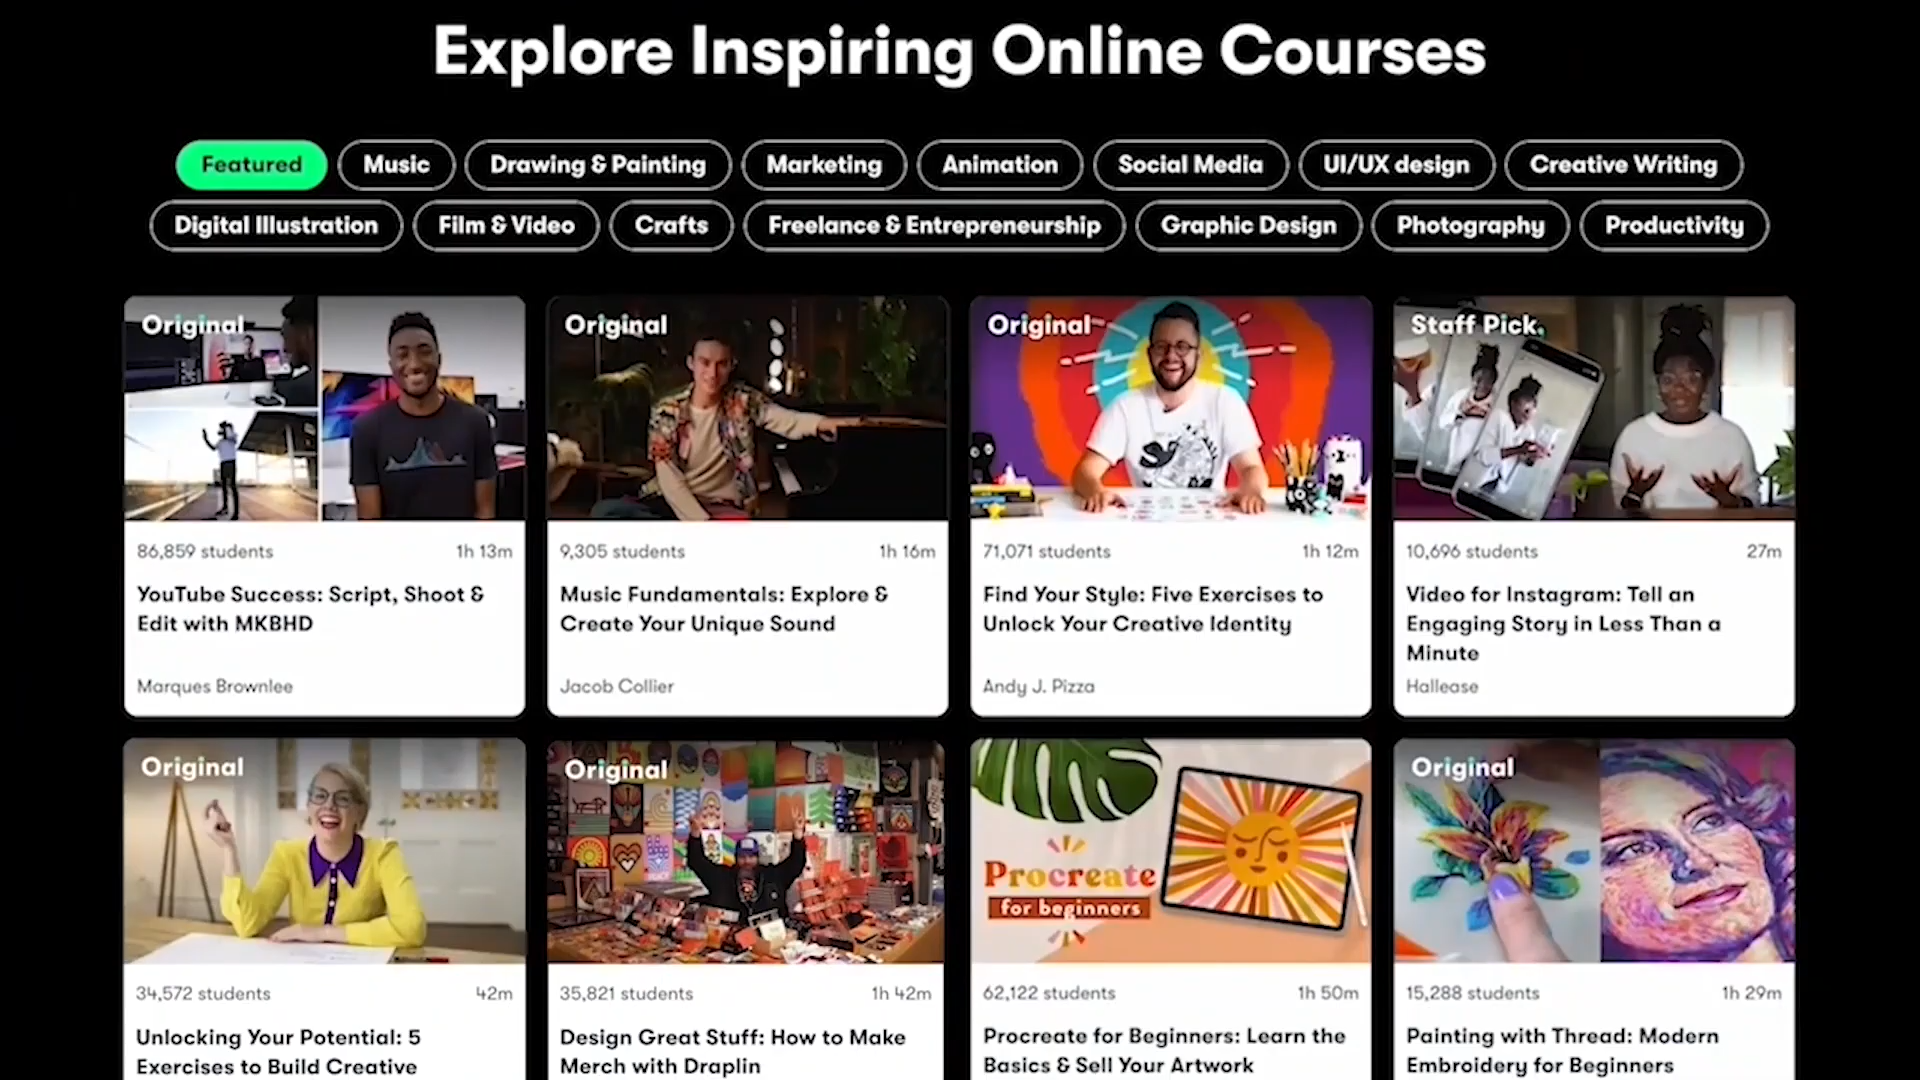 Explore Inspiring Online Courses
Featured
Music
Drawing & Painting
Marketing
Animation
Social Media
UI/UX design
Creative Writing
Digital Illustration
Film & Video
Crafts
Freelance & Entrepreneurship
Graphic Design
Photography
Productivity
Original
86,859 students
1h 13m
YouTube Success: Script, Shoot &
Edit with MKBHD
Marques Brownlee
Original
9,305 students
1h 16m
Music Fundamentals: Explore &
Create Your Unique Sound
Jacob Collier
Original
71,071 students
1h 12m
Find Your Style: Five Exercises to
Unlock Your Creative Identity
Andy J. Pizza
Staff Pick
10,696 students
27m
Video for Instagram: Tell an
Engaging Story in Less Than a
Minute
Hallease
Original
34,572 students
42m
Unlocking Your Potential: 5
Exercises to Build Creative
Original
35,821 students
1h 42m
Design Great Stuff: How to Make
Merch with Draplin
Procreate
for beginners
62,122 students
1h 50m
Procreate for Beginners: Learn the
Basics & Sell Your Artwork
Original
15,288 students
1h 29m
Painting with Thread: Modern
Embroidery for Beginners